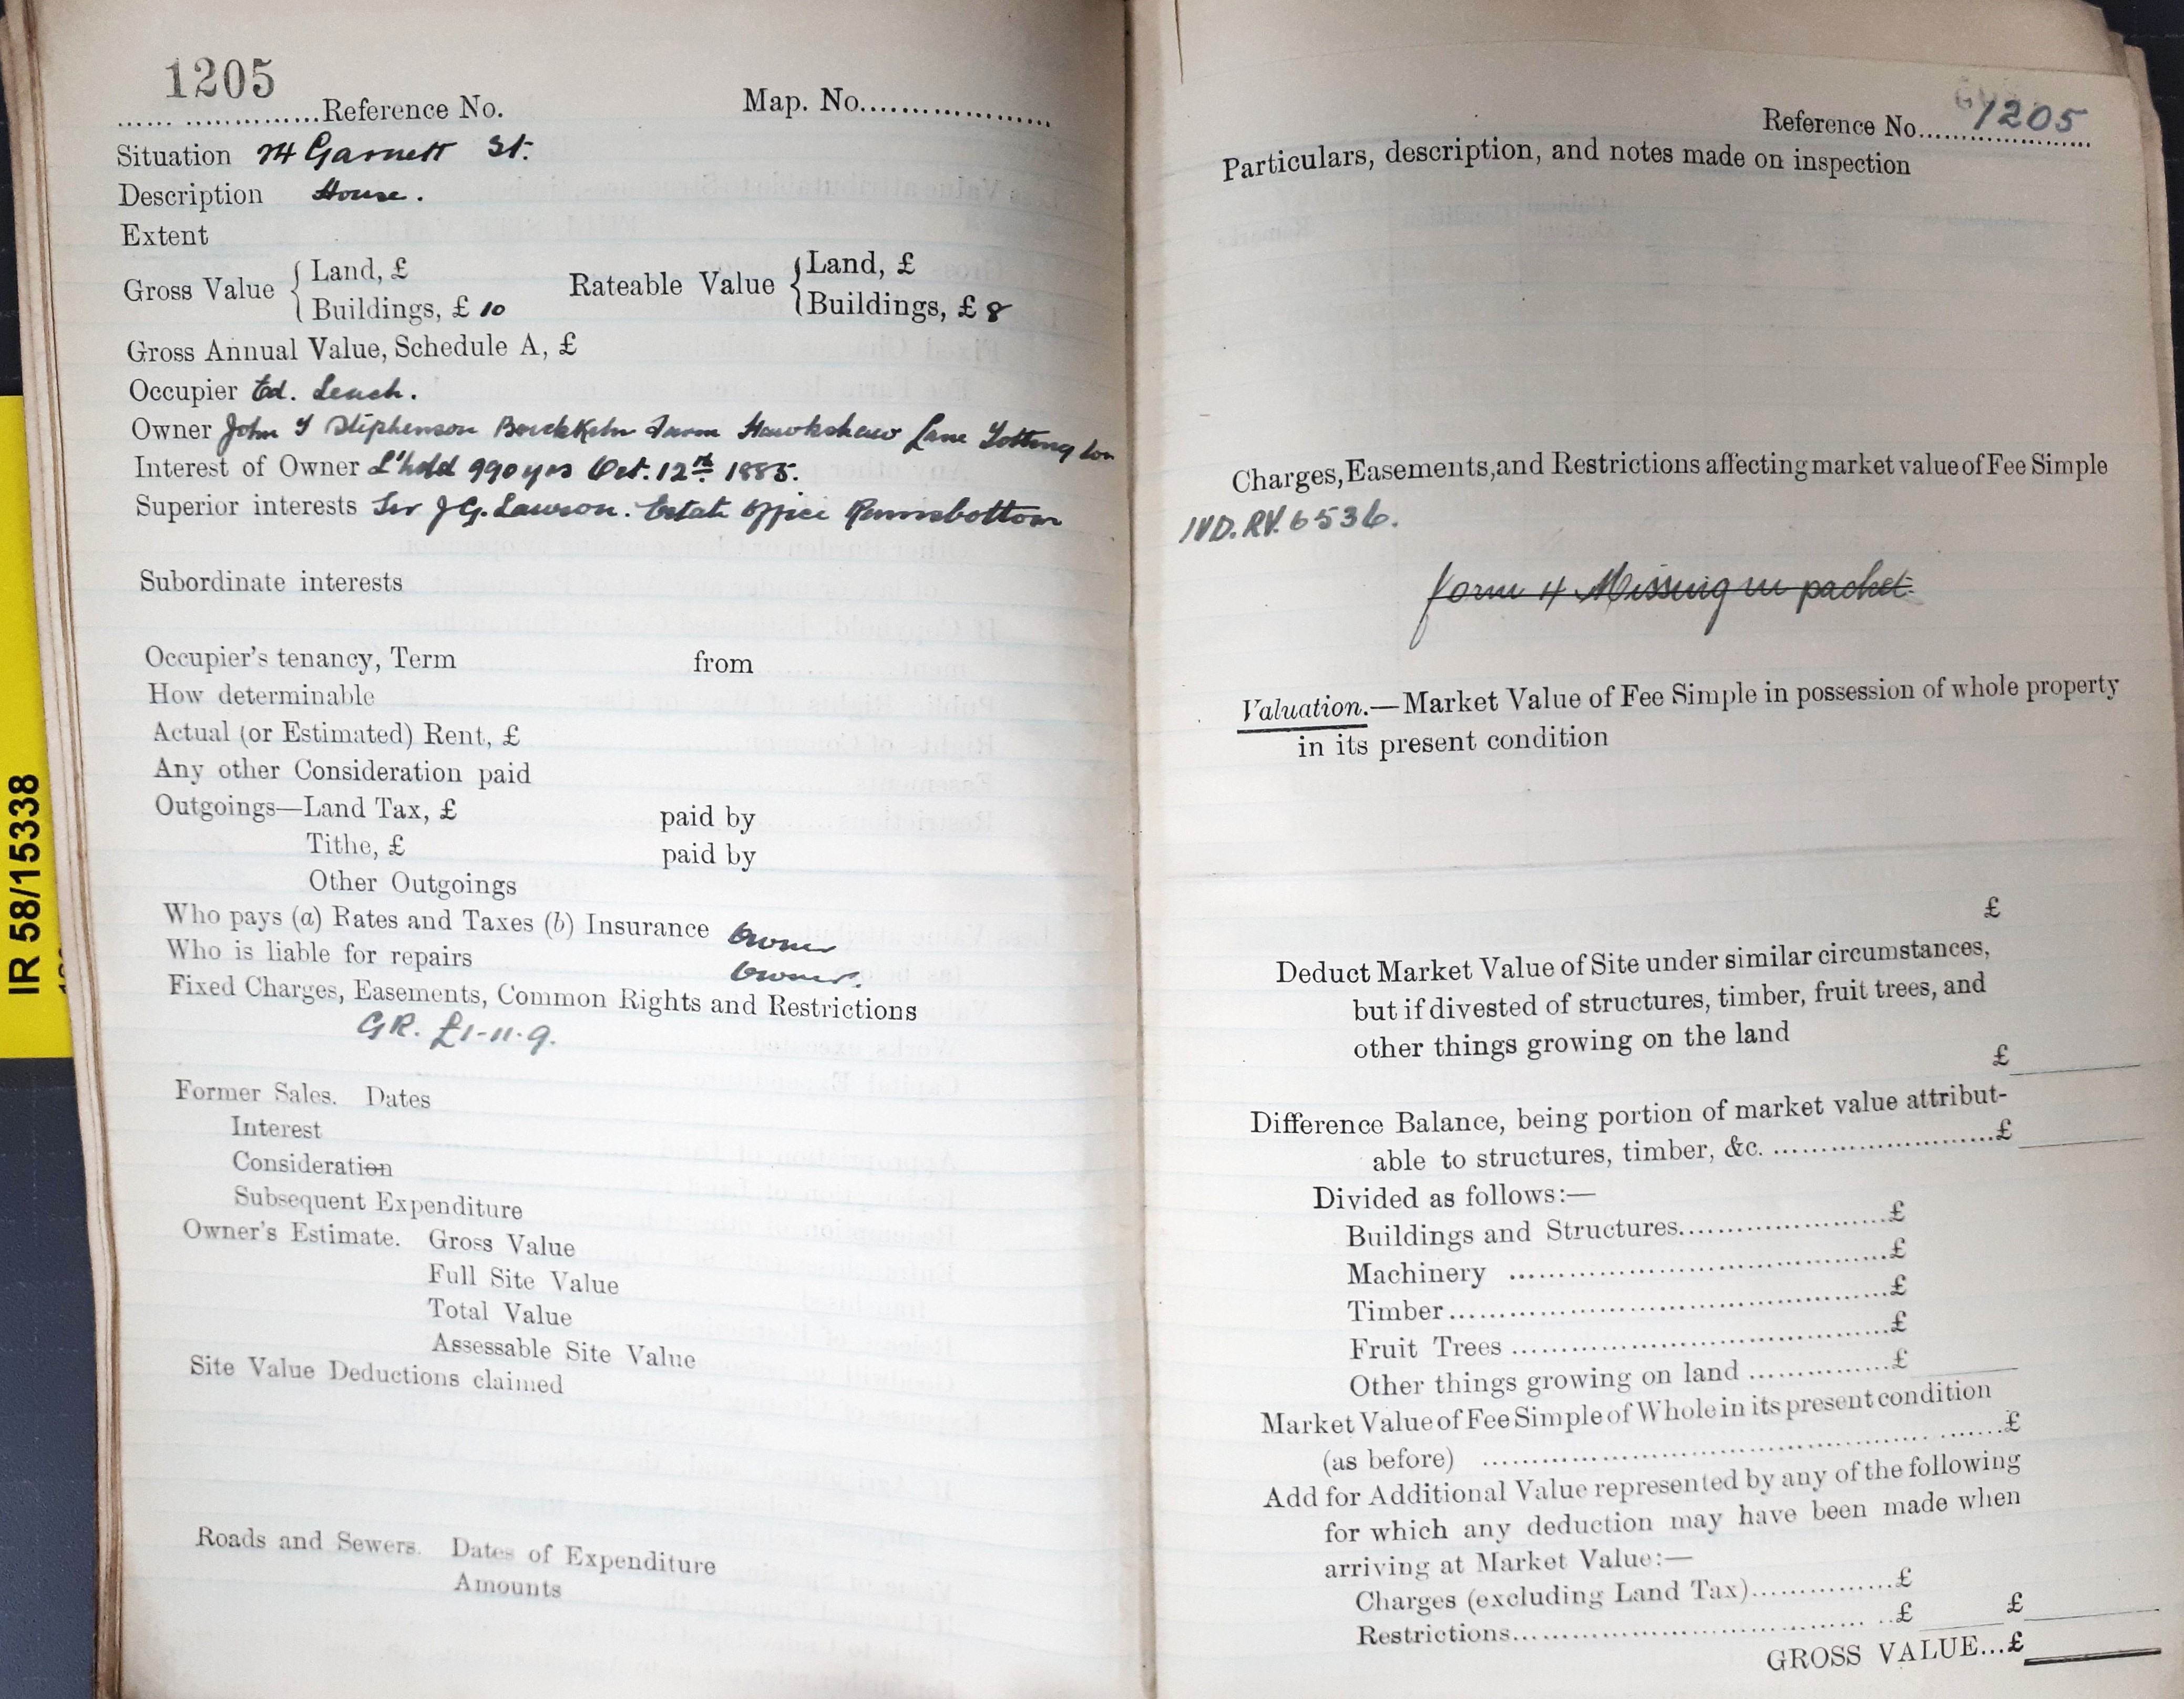 1205
...... ..............Reference No. Map. No.....................
Situation 74 Garnett St.
Description House.
Extent
Gross Value { Land, £ Rateable Value { Land, £
Buildings, £ 10 Buildings, £ 8
Gross Annual Value, Schedule A, £
Occupier Ed. Leach.
Owner John Stephenson Farm Hawkshaw Lane Tottington
Interest of Owner L'hold 990 yrs Oct. 12th 1885.
Superior interests Sir J G. Lawson. Estate Office Ramsbottom
Subordinate interests
Occupier's tenancy, Term from
How determinable
Actual (or Estimated) Rent, £
Any other Consideration paid
Outgoings—Land Tax, £ paid by
Tithe, £ paid by
Other Outgoings
Who pays (a) Rates and Taxes (b) Insurance Owner
Who is liable for repairs Owner.
Fixed Charges, Easements, Common Rights and Restrictions
GR. £1-11-9.
Former Sales. Dates
Interest
Consideration
Subsequent Expenditure
Owner's Estimate. Gross Value
Full Site Value
Total Value
Assessable Site Value
Site Value Deductions claimed
Roads and Sewers. Dates of Expenditure
Amounts
IR 58/15338
Reference No. 1205
Particulars, description, and notes made on inspection
Charges, Easements, and Restrictions affecting market value of Fee Simple
IVD. RV. 6536.
form 4 Missing in packet.
Valuation.—Market Value of Fee Simple in possession of whole property
in its present condition
£
Deduct Market Value of Site under similar circumstances,
but if divested of structures, timber, fruit trees, and
other things growing on the land
£
Difference Balance, being portion of market value attribut-
able to structures, timber, &c. .........................£
Divided as follows:—
Buildings and Structures.......................£
Machinery ..........................................£
Timber.................................................£
Fruit Trees ..........................................£
Other things growing on land ...............£
Market Value of Fee Simple of Whole in its present condition
(as before) ..........................................................£
Add for Additional Value represented by any of the following
for which any deduction may have been made when
arriving at Market Value:—
Charges (excluding Land Tax)................£
Restrictions........................................£ £
GROSS VALUE...£